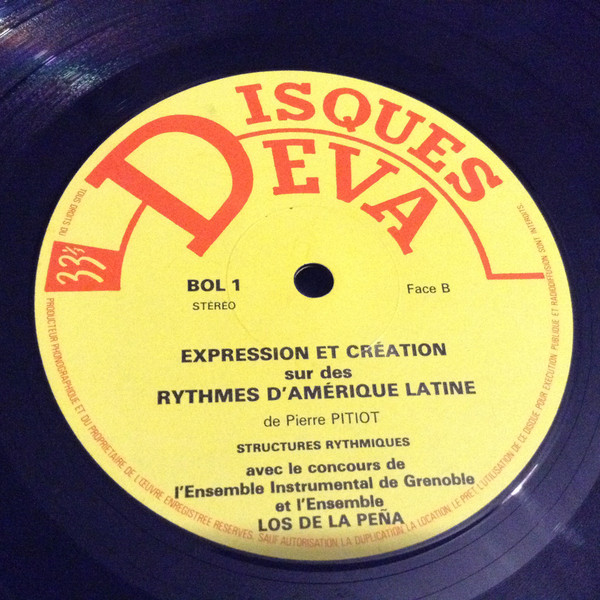 DISQUES
DEVA
33⅓
BOL 1
STÉRÉO
Face B
EXPRESSION ET CRÉATION
sur des
RYTHMES D'AMÉRIQUE LATINE
de Pierre PITIOT
STRUCTURES RYTHMIQUES
avec le concours de
l'Ensemble Instrumental de Grenoble
et l'Ensemble
LOS DE LA PEÑA
TOUS DROITS DU PRODUCTEUR PHONOGRAPHIQUE ET DU PROPRIETAIRE DE L'ŒUVRE ENREGISTREE RESERVES, SAUF AUTORISATION LA DUPLICATION, LA LOCATION, LE PRET, L'UTILISATION DE CE DISQUE POUR EXECUTION PUBLIQUE ET RADIODIFFUSION SONT INTERDITS.